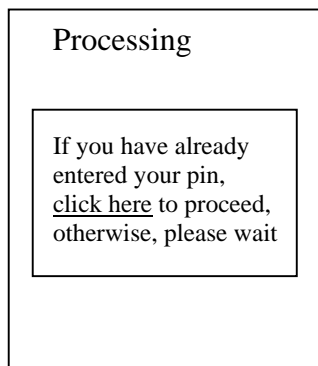 Processing
If you have already
entered your pin,
click here to proceed,
otherwise, please wait